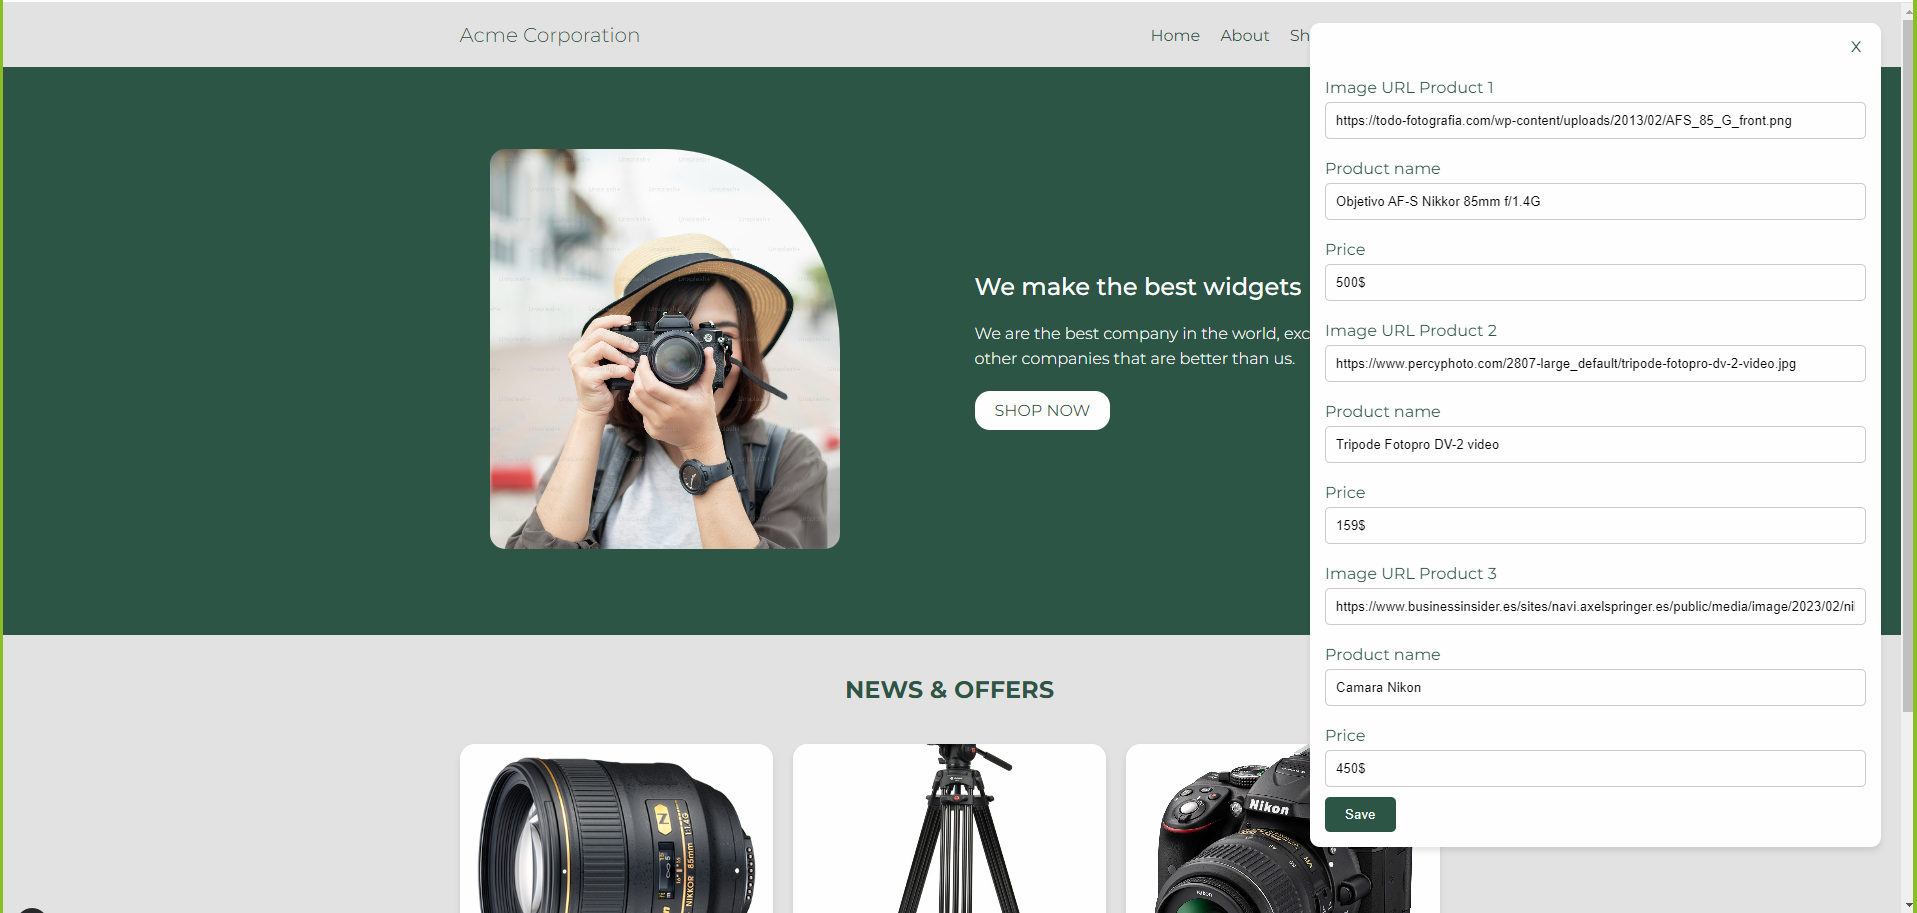 Acme Corporation
Home About Sh
X
Image URL Product 1
https://todo-fotografia.com/wp-content/uploads/2013/02/AFS_85_G_front.png
Product name
Objetivo AF-S Nikkor 85mm f/1.4G
Price
500$
Image URL Product 2
https://www.percyphoto.com/2807-large_default/tripode-fotopro-dv-2-video.jpg
Product name
Tripode Fotopro DV-2 video
Price
159$
Image URL Product 3
https://www.businessinsider.es/sites/navi.axelspringer.es/public/media/image/2023/02/ni
Product name
Camara Nikon
Price
450$
Save
We make the best widgets
We are the best company in the world, exc
other companies that are better than us.
SHOP NOW
NEWS & OFFERS
N
NIKKOR 85mm 1:1.4G
Nikon